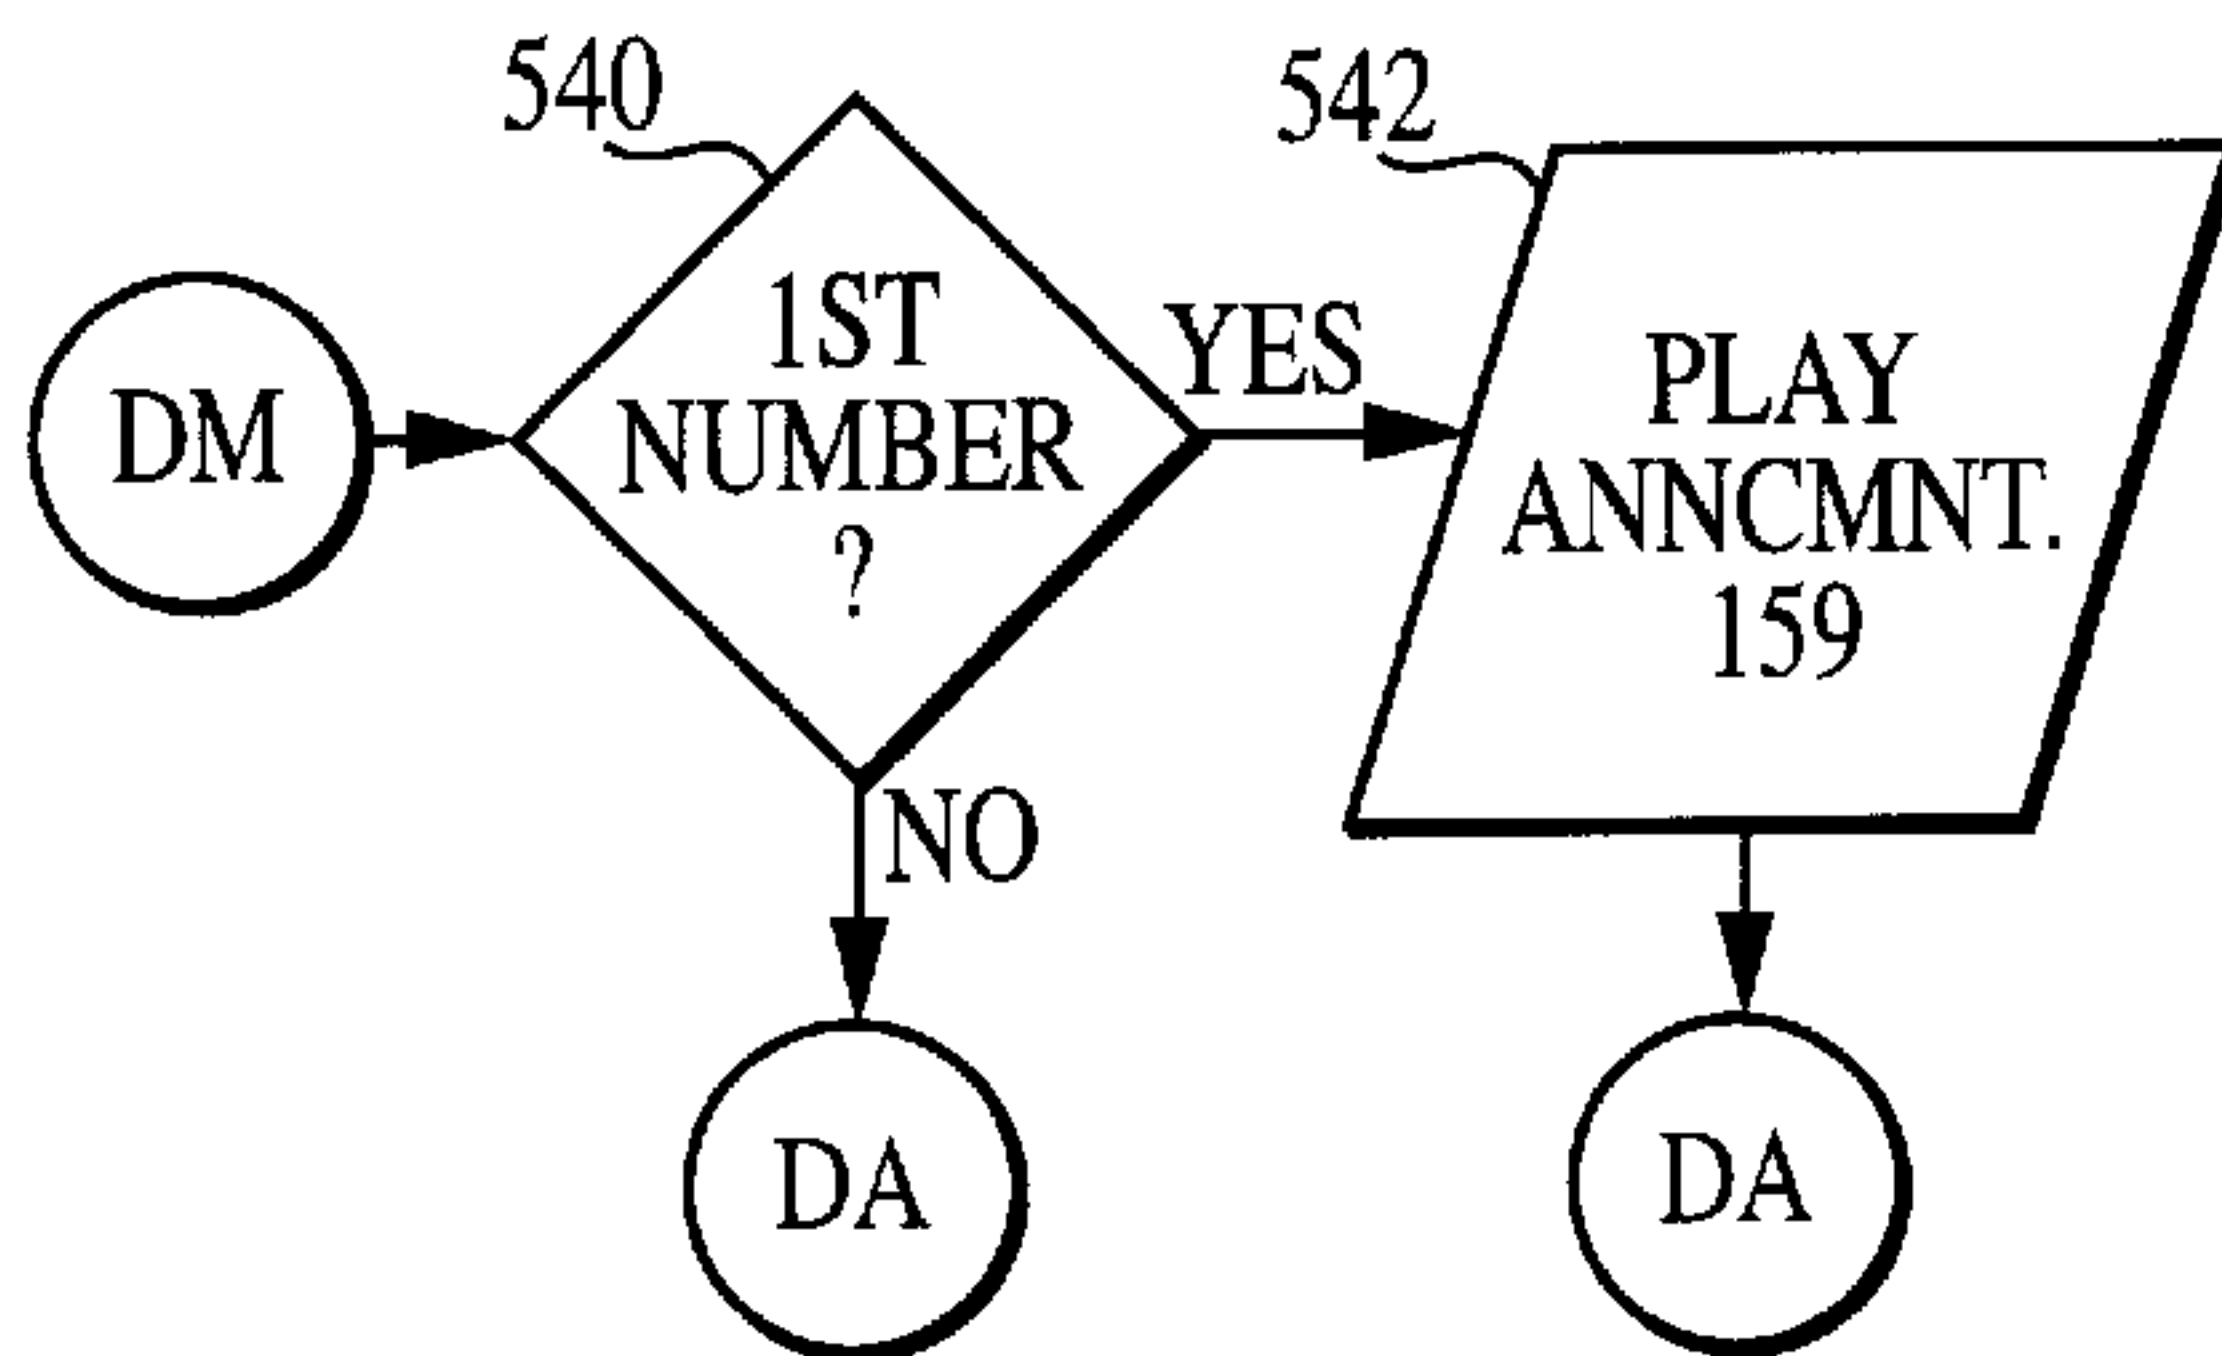 540
542
DM
1ST
NUMBER
?
YES
PLAY
ANNCMNT.
159
NO
DA
DA